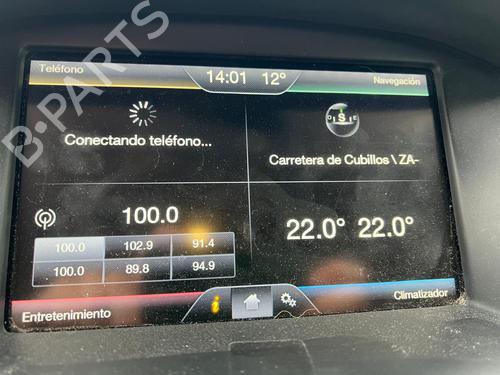 Teléfono
14:01 12°
Navegación
Conectando teléfono...
D I S I E
Carretera de Cubillos \ ZA-
100.0
22.0° 22.0°
100.0 102.9 91.4
100.0 89.8 94.9
Entretenimiento
i
Climatizador
B-PARTS